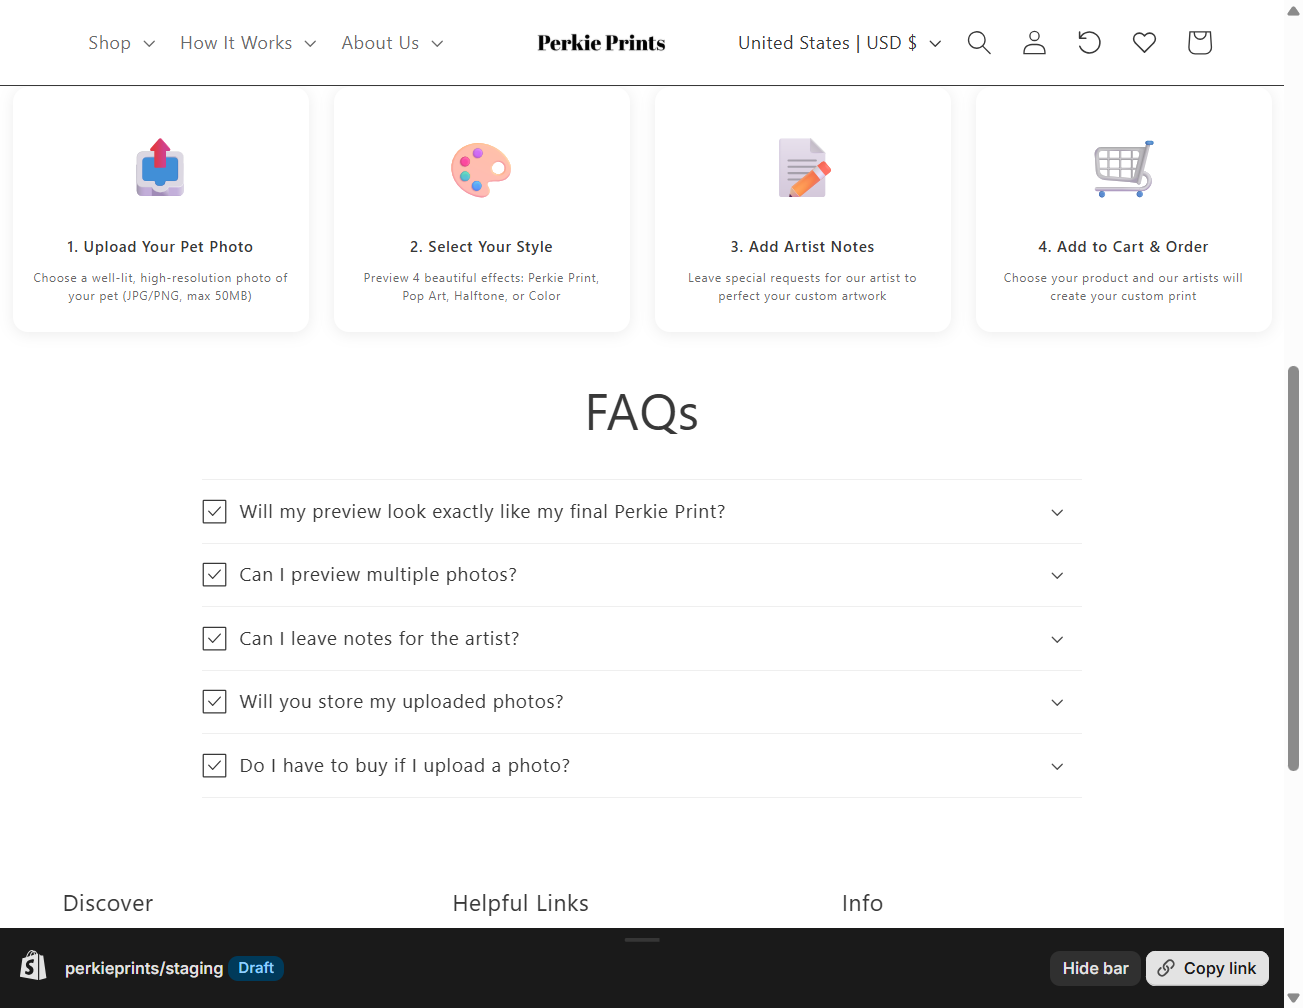 Shop
How It Works
About Us
Perkie Prints
United States | USD $
1. Upload Your Pet Photo
Choose a well-lit, high-resolution photo of
your pet (JPG/PNG, max 50MB)
2. Select Your Style
Preview 4 beautiful effects: Perkie Print,
Pop Art, Halftone, or Color
3. Add Artist Notes
Leave special requests for our artist to
perfect your custom artwork
4. Add to Cart & Order
Choose your product and our artists will
create your custom print
FAQs
Will my preview look exactly like my final Perkie Print?
Can I preview multiple photos?
Can I leave notes for the artist?
Will you store my uploaded photos?
Do I have to buy if I upload a photo?
Discover
Helpful Links
Info
perkieprints/staging
Draft
Hide bar
Copy link